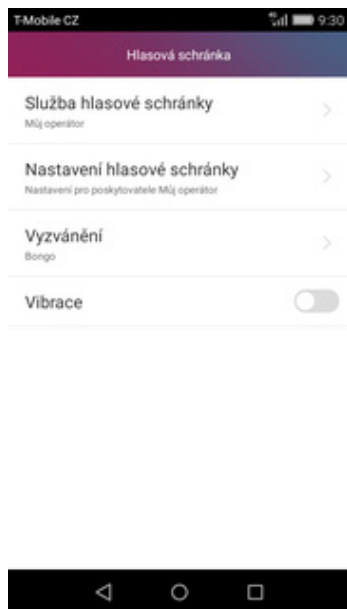 T-Mobile CZ 9:30
Hlasová schránka
Služba hlasové schránky
Můj operátor
Nastavení hlasové schránky
Nastavení pro poskytovatele Můj operátor
Vyzvánění
Bongo
Vibrace